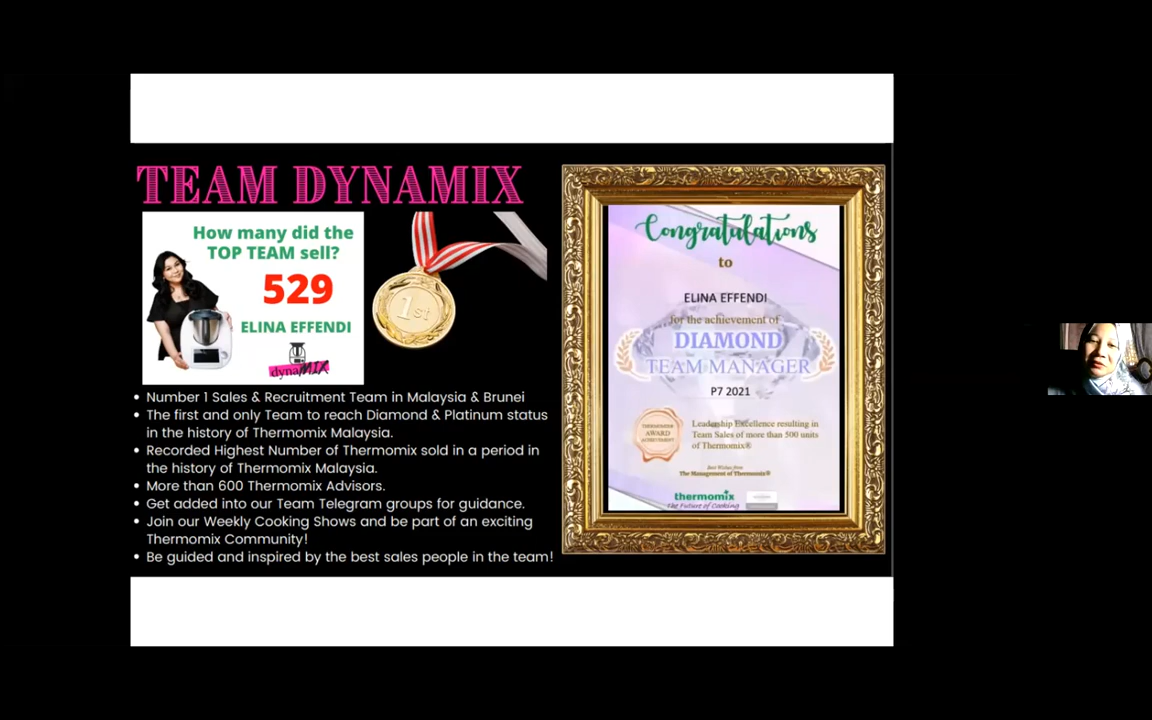 TEAM DYNAMIX
How many did the
TOP TEAM sell?
529
ELINA EFFENDI
dynaMIX
1st
• Number 1 Sales & Recruitment Team in Malaysia & Brunei
• The first and only Team to reach Diamond & Platinum status
in the history of Thermomix Malaysia.
• Recorded Highest Number of Thermomix sold in a period in
the history of Thermomix Malaysia.
• More than 600 Thermomix Advisors.
• Get added into our Team Telegram groups for guidance.
• Join our Weekly Cooking Shows and be part of an exciting
Thermomix Community!
• Be guided and inspired by the best sales people in the team!
Congratulations
to
ELINA EFFENDI
for the achievement of
DIAMOND
TEAM MANAGER
P7 2021
THERMOMIX
AWARD
ACHIEVEMENT
Leadership Excellence resulting in
Team Sales of more than 500 units
of Thermomix®
Best Wishes from
The Management of Thermomix®
thermomix
The Future of Cooking